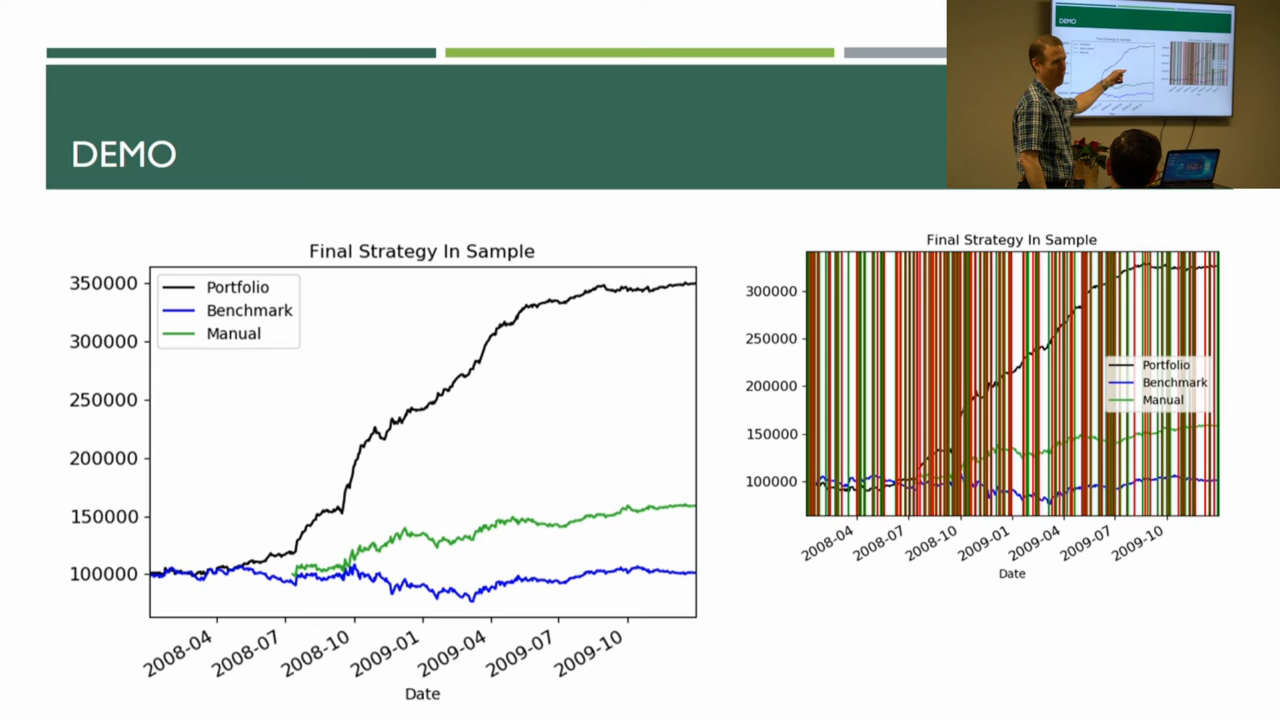 DEMO
Final Strategy In Sample
Portfolio
Benchmark
Manual
350000
300000
250000
200000
150000
100000
2008-04
2008-07
2008-10
2009-01
2009-04
2009-07
2009-10
Date
Final Strategy In Sample
300000
250000
200000
150000
100000
Portfolio
Benchmark
Manual
2008-04
2008-07
2008-10
2009-01
2009-04
2009-07
2009-10
Date
DEMO